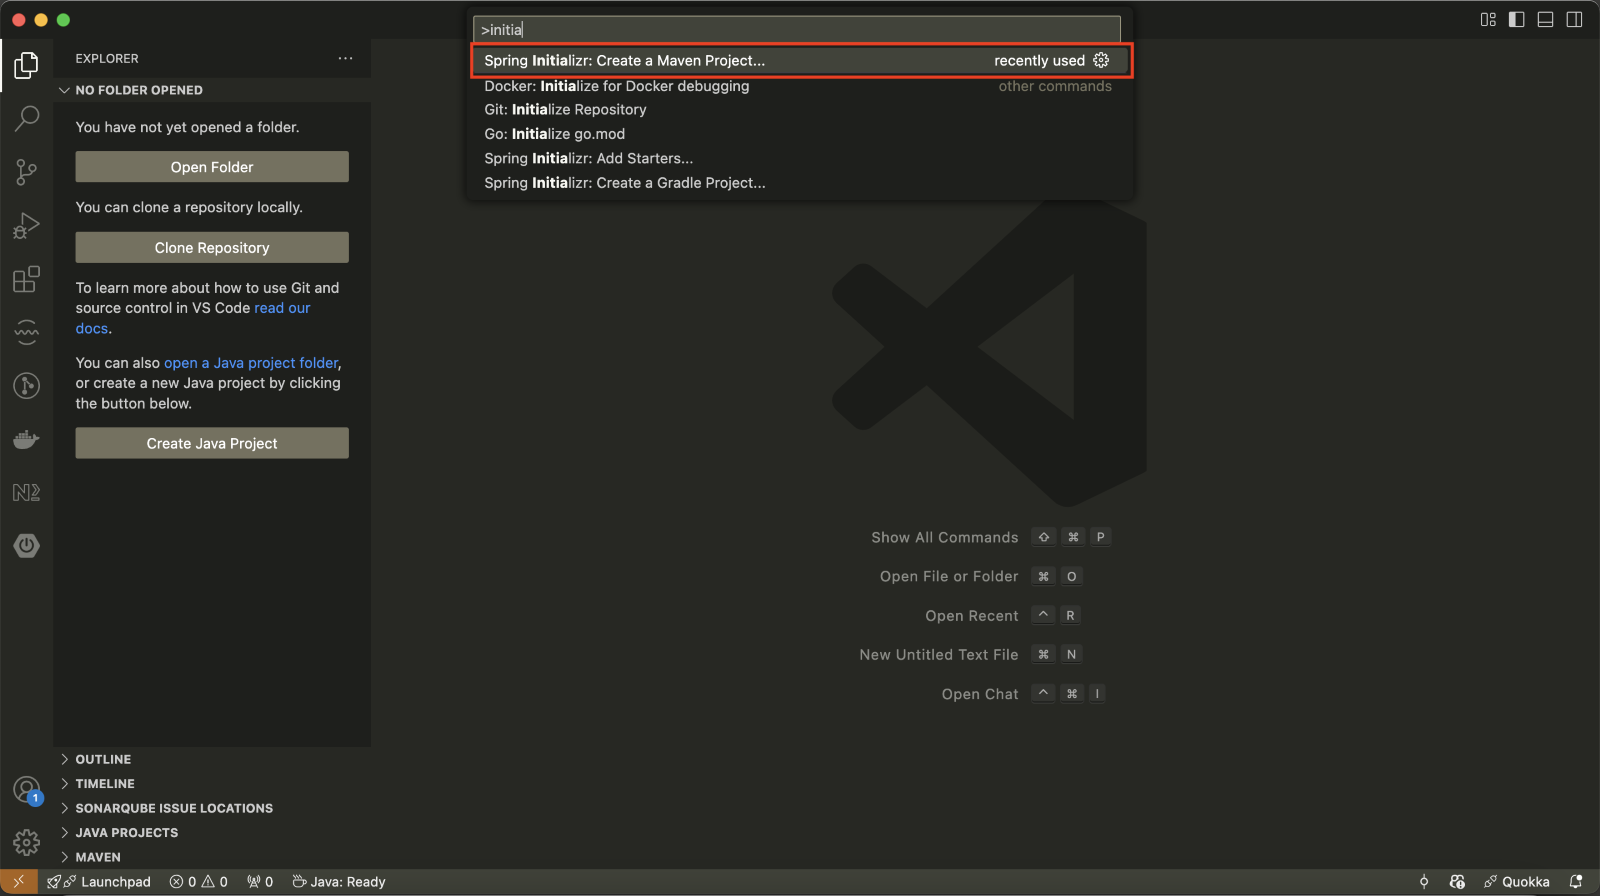 >initia
Spring Initializr: Create a Maven Project... recently used
Docker: Initialize for Docker debugging other commands
Git: Initialize Repository
Go: Initialize go.mod
Spring Initializr: Add Starters...
Spring Initializr: Create a Gradle Project...
EXPLORER
NO FOLDER OPENED
You have not yet opened a folder.
Open Folder
You can clone a repository locally.
Clone Repository
To learn more about how to use Git and
source control in VS Code read our
docs.
You can also open a Java project folder,
or create a new Java project by clicking
the button below.
Create Java Project
Show All Commands ⇧ ⌘ P
Open File or Folder ⌘ O
Open Recent ^ R
New Untitled Text File ⌘ N
Open Chat ^ ⌘ I
OUTLINE
TIMELINE
SONARQUBE ISSUE LOCATIONS
JAVA PROJECTS
MAVEN
1
Launchpad 0 0 0 Java: Ready Quokka